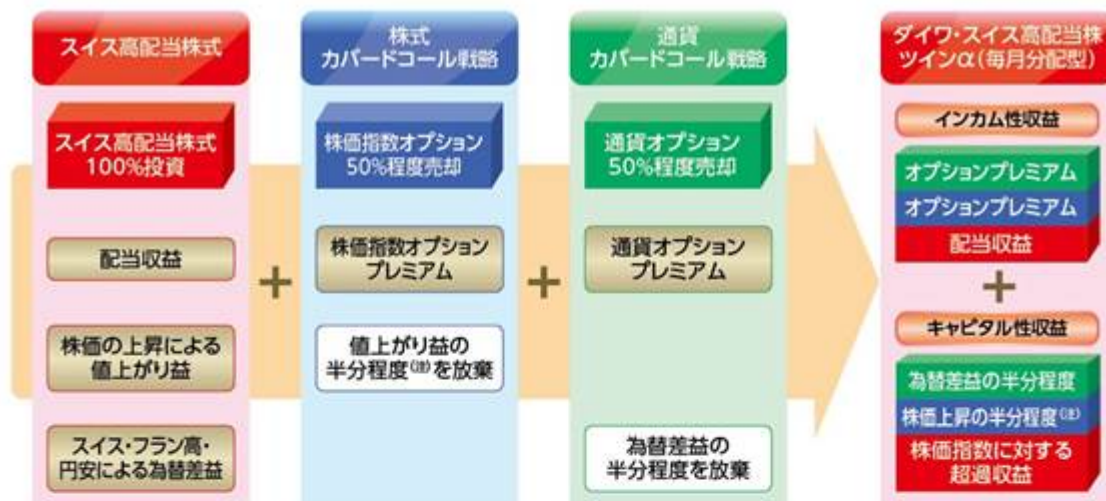 スイス高配当株式
スイス高配当株式
100%投資
配当収益
株価の上昇による
値上がり益
スイス・フラン高・
円安による為替差益
+
株式
カバードコール戦略
株価指数オプション
50%程度売却
株価指数オプション
プレミアム
値上がり益の
半分程度(注)を放棄
+
通貨
カバードコール戦略
通貨オプション
50%程度売却
通貨オプション
プレミアム
為替差益の
半分程度を放棄
ダイワ・スイス高配当株
ツインα(毎月分配型)
インカム性収益
オプションプレミアム
オプションプレミアム
配当収益
+
キャピタル性収益
為替差益の半分程度
株価上昇の半分程度(注)
株価指数に対する
超過収益